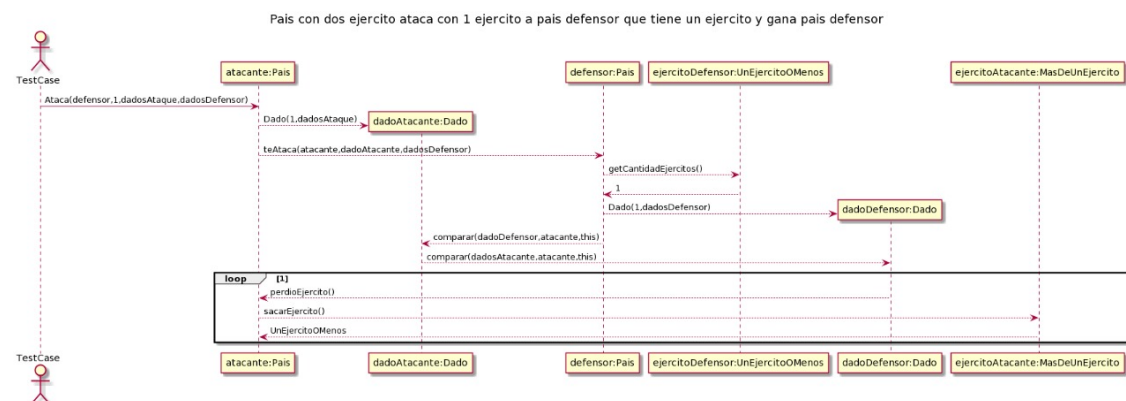 Pais con dos ejercito ataca con 1 ejercito a pais defensor que tiene un ejercito y gana pais defensor
TestCase
atacante:Pais
defensor:Pais
ejercitoDefensor:UnEjercitoOMenos
ejercitoAtacante:MasDeUnEjercito
Ataca(defensor,1,dadosAtaque,dadosDefensor)
Dado(1,dadosAtaque)
dadoAtacante:Dado
teAtaca(atacante,dadoAtacante,dadosDefensor)
getCantidadEjercitos()
1
Dado(1,dadosDefensor)
dadoDefensor:Dado
comparar(dadoDefensor,atacante,this)
comparar(dadosAtacante,atacante,this)
loop [1]
perdioEjercito()
sacarEjercito()
UnEjercitoOMenos
TestCase
atacante:Pais
dadoAtacante:Dado
defensor:Pais
ejercitoDefensor:UnEjercitoOMenos
dadoDefensor:Dado
ejercitoAtacante:MasDeUnEjercito